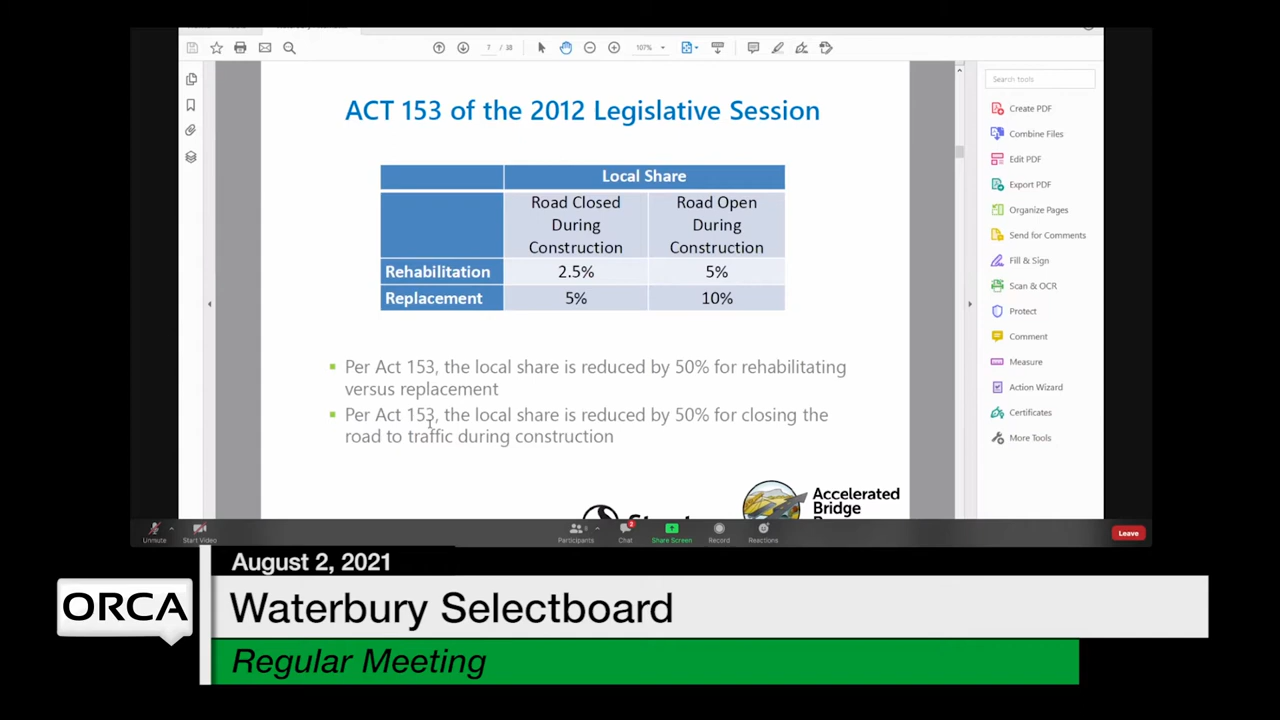 7 / 38
107%
Search tools
ACT 153 of the 2012 Legislative Session
Create PDF
Combine Files
Edit PDF
Export PDF
Organize Pages
Send for Comments
Fill & Sign
Scan & OCR
Protect
Comment
Measure
Action Wizard
Certificates
More Tools
Local Share
Road Closed
During
Construction
Road Open
During
Construction
Rehabilitation 2.5% 5%
Replacement 5% 10%
Per Act 153, the local share is reduced by 50% for rehabilitating
versus replacement
Per Act 153, the local share is reduced by 50% for closing the
road to traffic during construction
Accelerated
Bridge
Unmute
Start Video
Participants
Chat
2
Share Screen
Record
Reactions
Leave
August 2, 2021
ORCA
Waterbury Selectboard
Regular Meeting